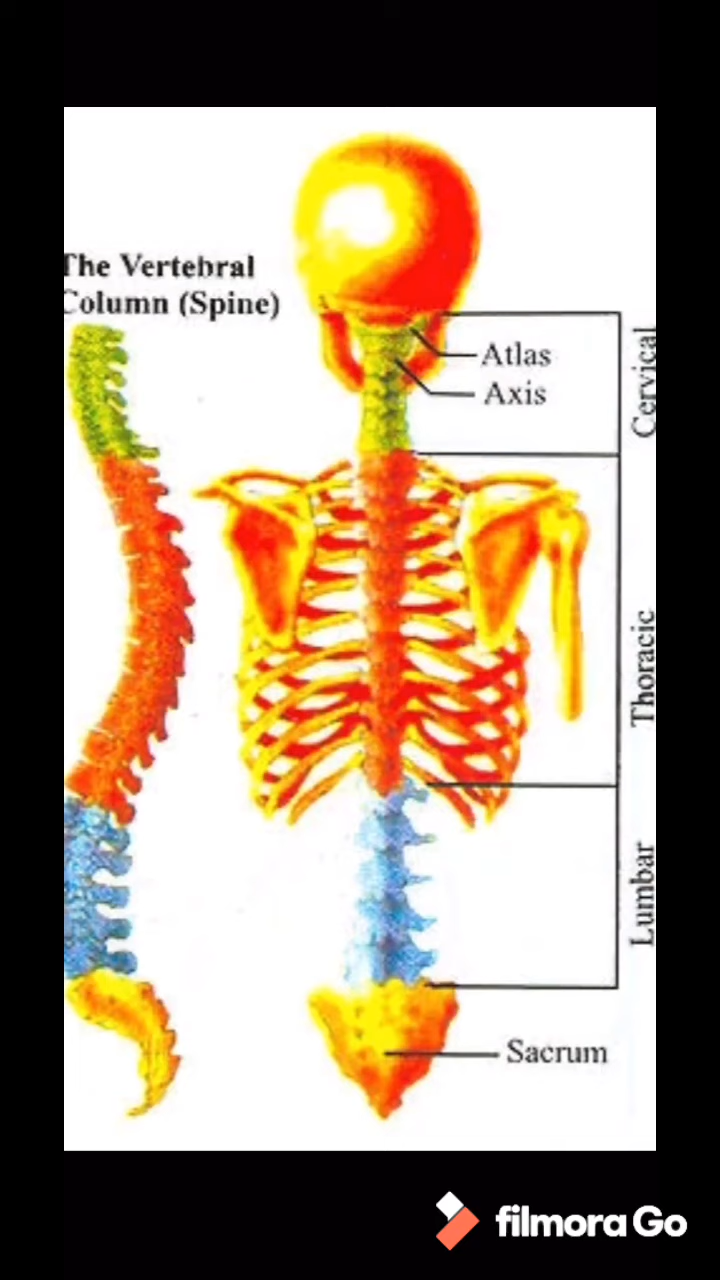 The Vertebral
Column (Spine)
Atlas
Axis
Cervical
Thoracic
Lumbar
Sacrum
filmora Go